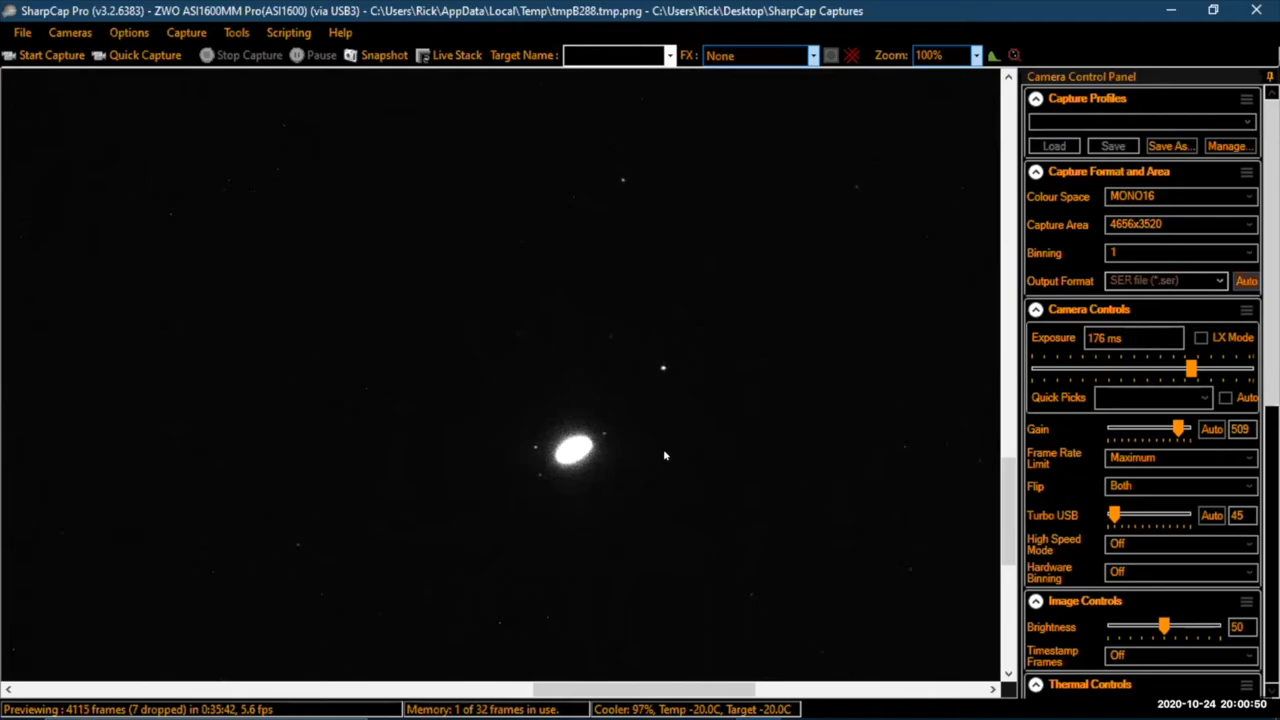 SharpCap Pro (v3.2.6383) - ZWO ASI1600MM Pro(ASI1600) (via USB3) - C:\Users\Rick\AppData\Local\Temp\tmpB288.tmp.png - C:\Users\Rick\Desktop\SharpCap Captures
File Cameras Options Capture Tools Scripting Help
Start Capture Quick Capture Stop Capture Pause Snapshot Live Stack Target Name : FX : None Zoom: 100%
Camera Control Panel
Capture Profiles
Load Save Save As... Manage...
Capture Format and Area
Colour Space MONO16
Capture Area 4656x3520
Binning 1
Output Format SER file (*.ser) Auto
Camera Controls
Exposure 176 ms LX Mode
Quick Picks Auto
Gain Auto 509
Frame Rate Limit Maximum
Flip Both
Turbo USB Auto 45
High Speed Mode Off
Hardware Binning Off
Image Controls
Brightness 50
Timestamp Frames Off
Thermal Controls
Previewing : 4115 frames (7 dropped) in 0:35:42, 5.6 fps Memory: 1 of 32 frames in use. Cooler: 97%, Temp -20.0C, Target -20.0C
2020-10-24 20:00:50